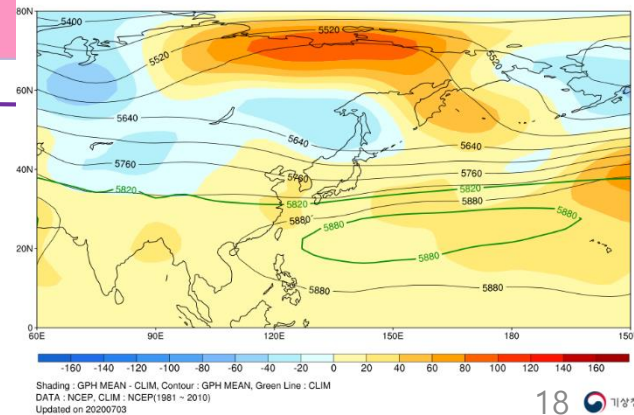 80N
5400
5520
5520
5520
60N
5640
5640
5640
5760
5760
5760
40N
5820
5820
5820
5880
5880
5880
5880
20N
5880
5880
5880
0
60E
90E
120E
150E
180
150
-160 -140 -120 -100 -80 -60 -40 -20 0 20 40 60 80 100 120 140 160
Shading : GPH MEAN - CLIM, Contour : GPH MEAN, Green Line : CLIM
DATA : NCEP, CLIM : NCEP(1981 ~ 2010)
Updated on 20200703
18